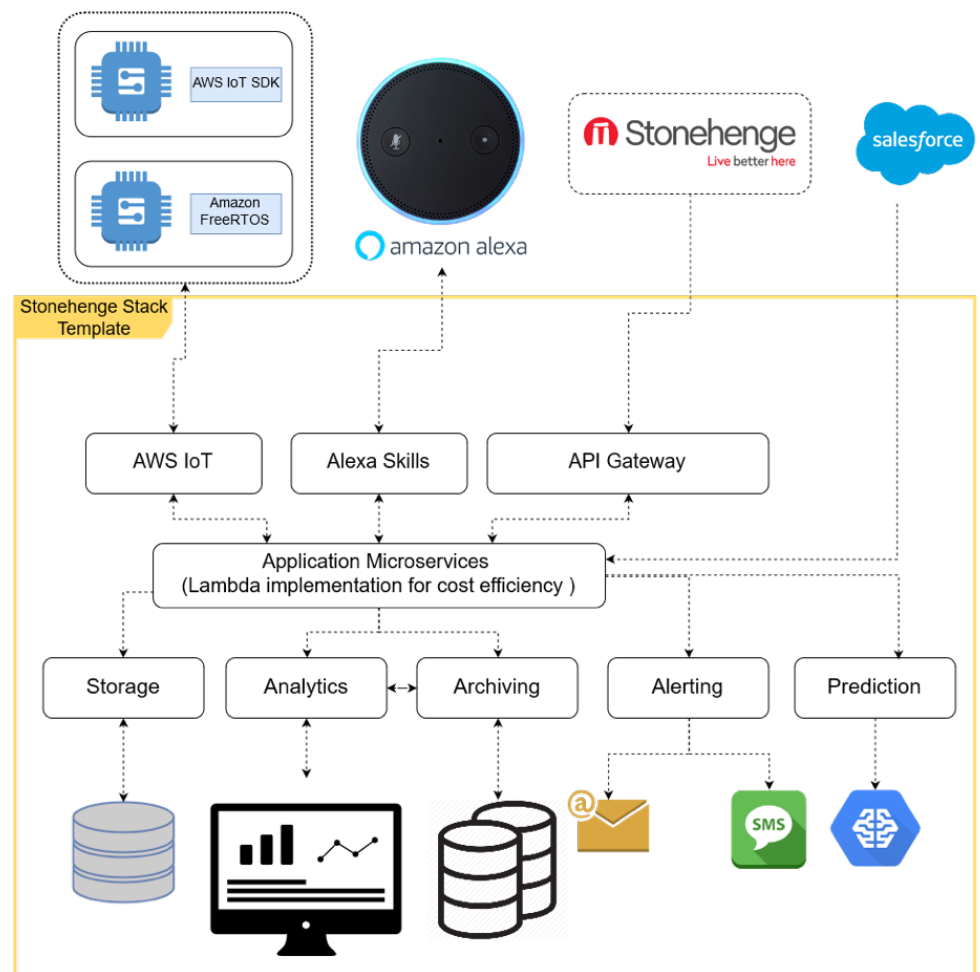 AWS IoT SDK
Amazon
FreeRTOS
amazon alexa
Stonehenge
Live better here
salesforce
Stonehenge Stack
Template
AWS IoT
Alexa Skills
API Gateway
Application Microservices
(Lambda implementation for cost efficiency )
Storage
Analytics
Archiving
Alerting
Prediction
@
SMS